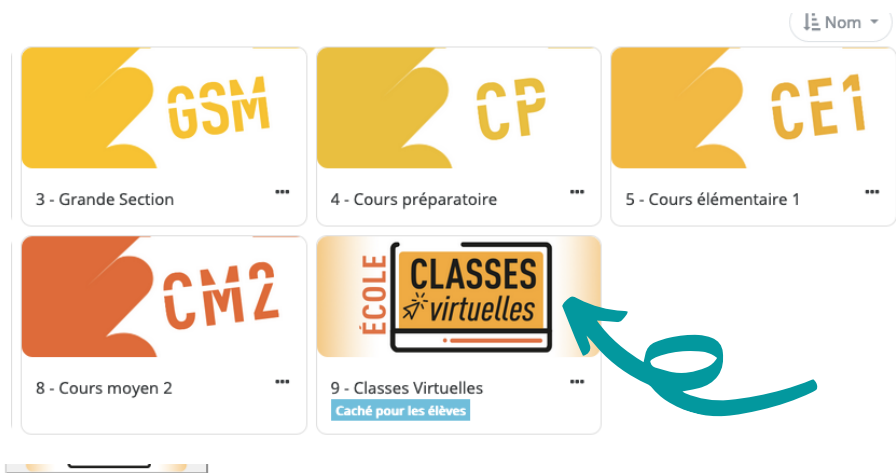 Nom
GSM
CP
CE1
3 - Grande Section
4 - Cours préparatoire
5 - Cours élémentaire 1
CM2
ÉCOLE
CLASSES
virtuelles
8 - Cours moyen 2
9 - Classes Virtuelles
Caché pour les élèves